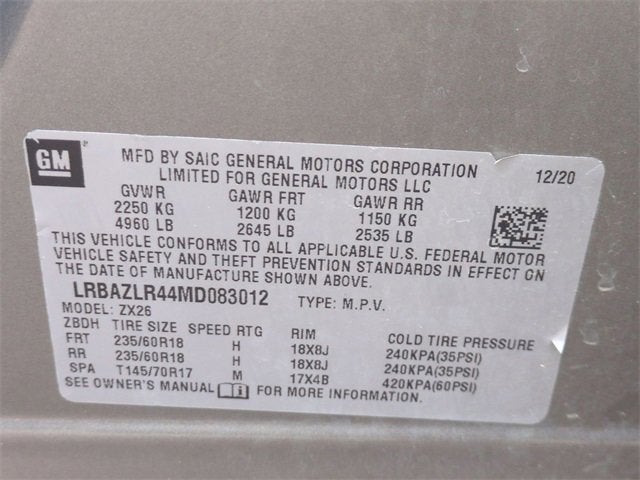 GM
MFD BY SAIC GENERAL MOTORS CORPORATION
LIMITED FOR GENERAL MOTORS LLC
12/20
GVWR GAWR FRT GAWR RR
2250 KG 1200 KG 1150 KG
4960 LB 2645 LB 2535 LB
THIS VEHICLE CONFORMS TO ALL APPLICABLE U.S. FEDERAL MOTOR
VEHICLE SAFETY AND THEFT PREVENTION STANDARDS IN EFFECT ON
THE DATE OF MANUFACTURE SHOWN ABOVE.
LRBAZLR44MD083012 TYPE: M.P.V.
MODEL: ZX26
ZBDH TIRE SIZE SPEED RTG RIM COLD TIRE PRESSURE
FRT 235/60R18 H 18X8J 240KPA(35PSI)
RR 235/60R18 H 18X8J 240KPA(35PSI)
SPA T145/70R17 M 17X4B 420KPA(60PSI)
SEE OWNER'S MANUAL FOR MORE INFORMATION.